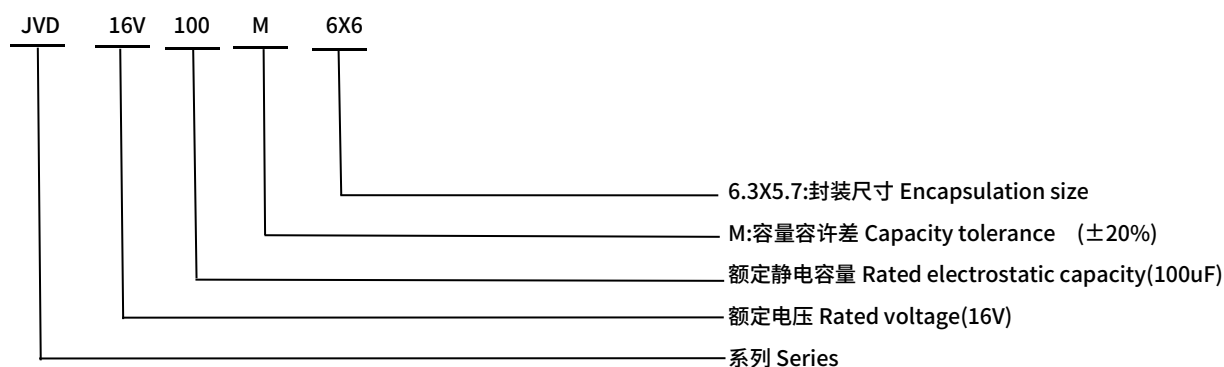 JVD 16V 100 M 6X6
6.3X5.7:封装尺寸 Encapsulation size
M:容量容许差 Capacity tolerance (±20%)
额定静电容量 Rated electrostatic capacity(100uF)
额定电压 Rated voltage(16V)
系列 Series